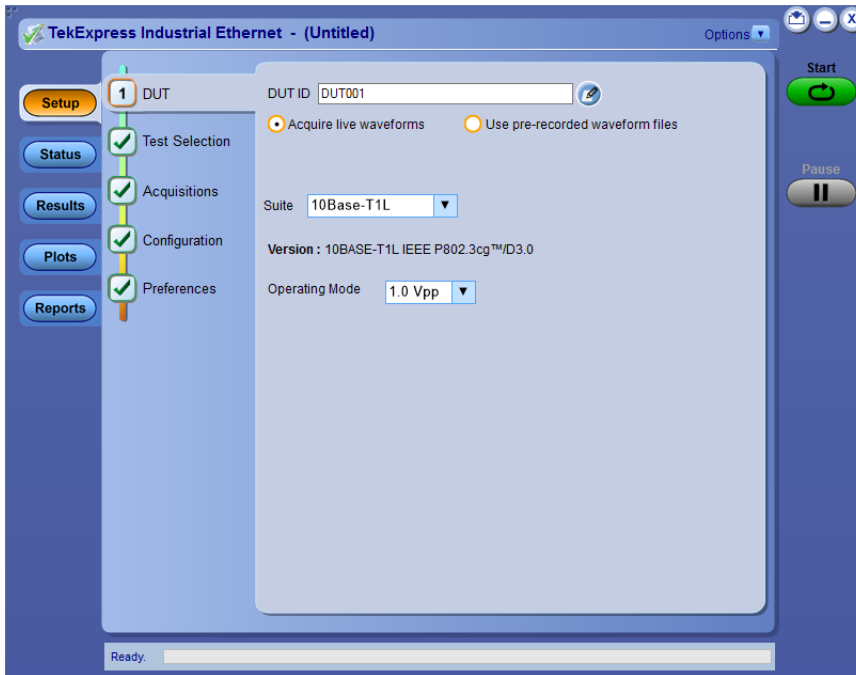 TekExpress Industrial Ethernet - (Untitled)
Options
X
Start
Pause
Setup
Status
Results
Plots
Reports
1 DUT
Test Selection
Acquisitions
Configuration
Preferences
DUT ID DUT001
Acquire live waveforms
Use pre-recorded waveform files
Suite 10Base-T1L
Version : 10BASE-T1L IEEE P802.3cg™/D3.0
Operating Mode 1.0 Vpp
Ready.